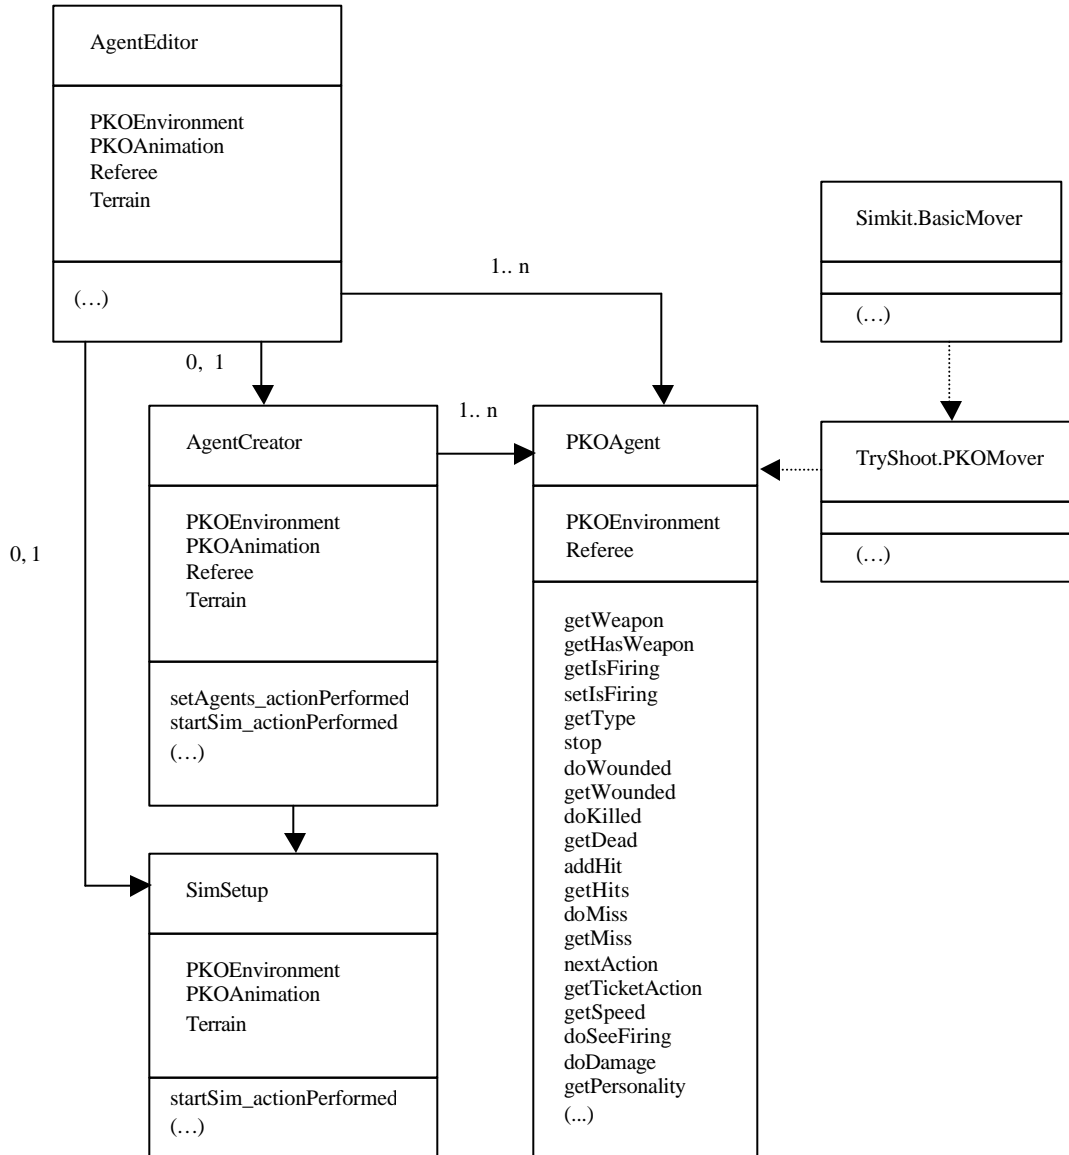 AgentEditor
PKOEnvironment
PKOAnimation
Referee
Terrain
(…)
1.. n
0, 1
0, 1
Simkit.BasicMover
(…)
TryShoot.PKOMover
(…)
AgentCreator
PKOEnvironment
PKOAnimation
Referee
Terrain
setAgents_actionPerformed
startSim_actionPerformed
(…)
1.. n
PKOAgent
PKOEnvironment
Referee
getWeapon
getHasWeapon
getIsFiring
setIsFiring
getType
stop
doWounded
getWounded
doKilled
getDead
addHit
getHits
doMiss
getMiss
nextAction
getTicketAction
getSpeed
doSeeFiring
doDamage
getPersonality
(...)
SimSetup
PKOEnvironment
PKOAnimation
Terrain
startSim_actionPerformed
(…)